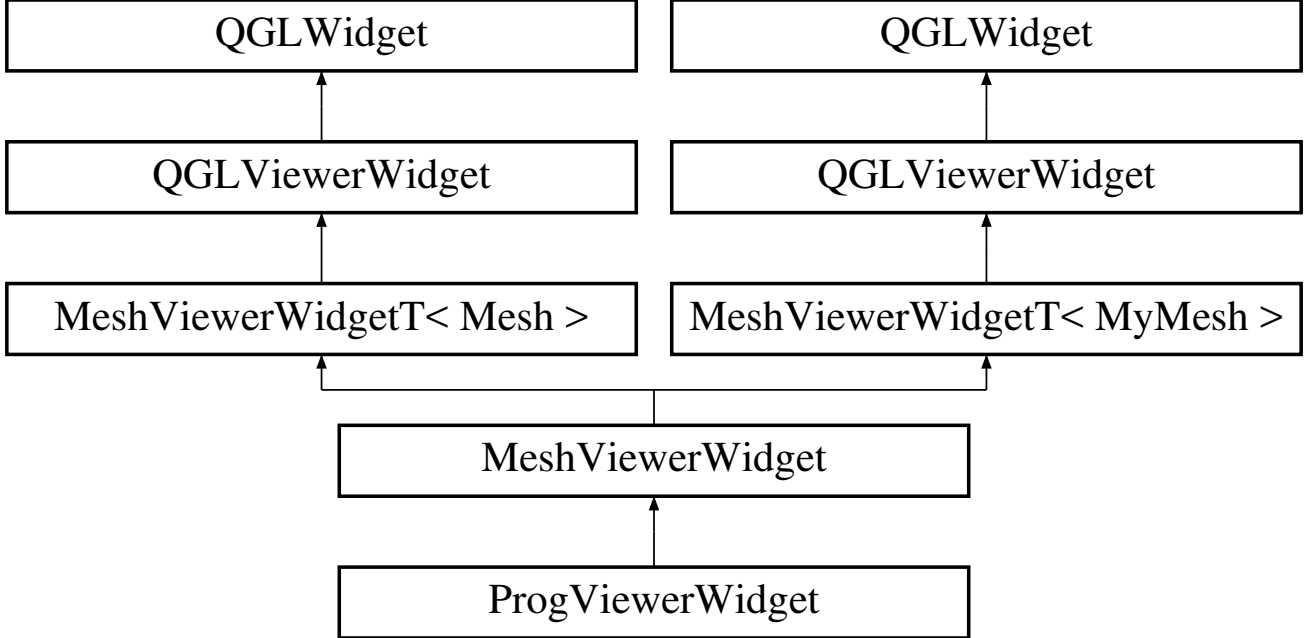 QGLWidget
QGLWidget
QGLViewerWidget
QGLViewerWidget
MeshViewerWidgetT< Mesh >
MeshViewerWidgetT< MyMesh >
MeshViewerWidget
ProgViewerWidget